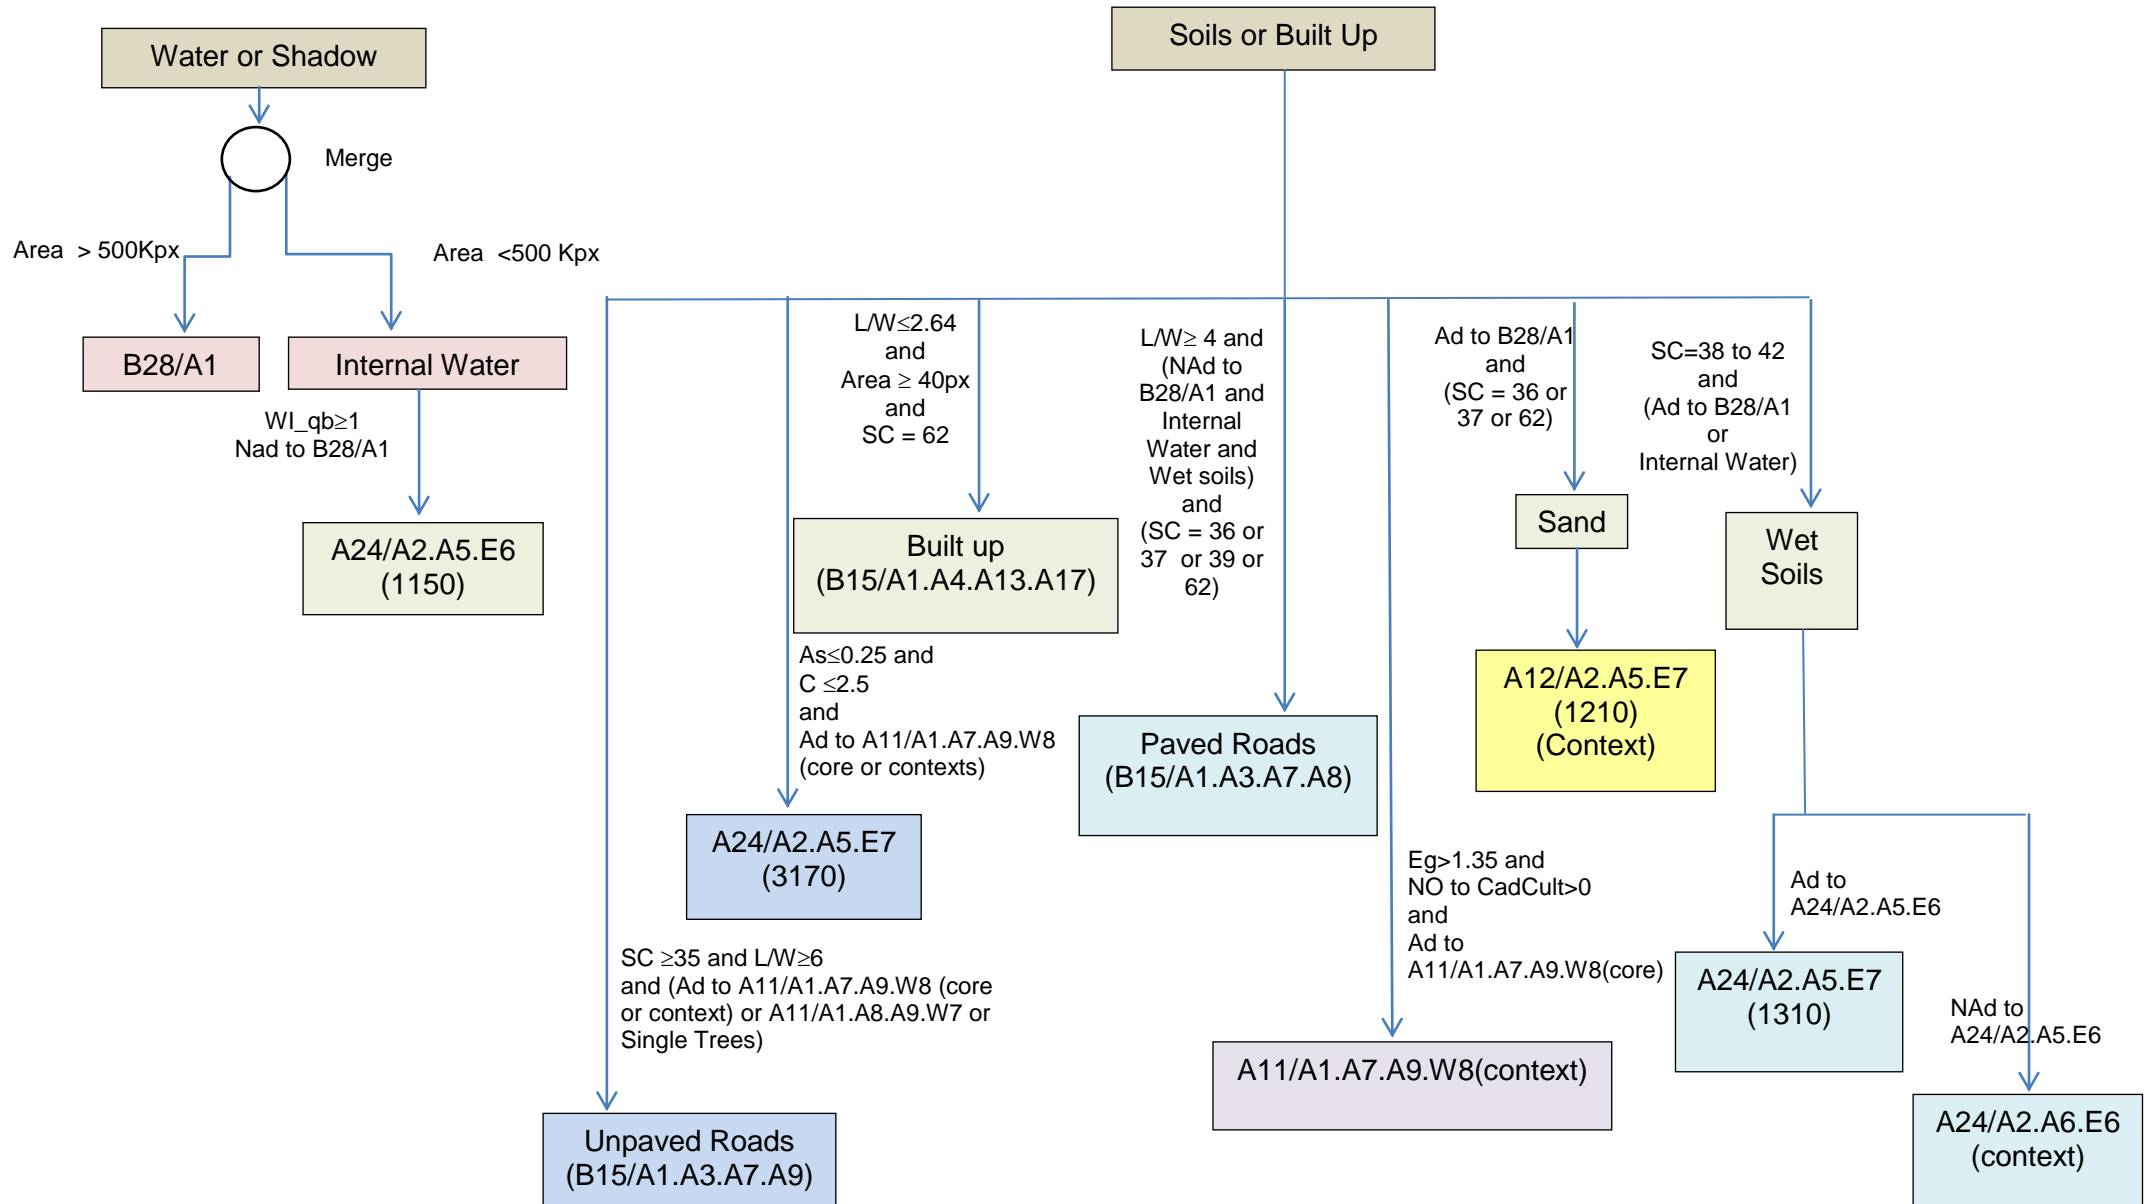 Water or Shadow
Merge
Area > 500Kpx
Area <500 Kpx
B28/A1
Internal Water
WI_qb≥1
Nad to B28/A1
A24/A2.A5.E6
(1150)
Soils or Built Up
L/W≤2.64
and
Area ≥ 40px
and
SC = 62
Built up
(B15/A1.A4.A13.A17)
As≤0.25 and
C ≤2.5
and
Ad to A11/A1.A7.A9.W8
(core or contexts)
A24/A2.A5.E7
(3170)
SC ≥35 and L/W≥6
and (Ad to A11/A1.A7.A9.W8 (core
or context) or A11/A1.A8.A9.W7 or
Single Trees)
Unpaved Roads
(B15/A1.A3.A7.A9)
L/W≥ 4 and
(NAd to
B28/A1 and
Internal
Water and
Wet soils)
and
(SC = 36 or
37 or 39 or
62)
Paved Roads
(B15/A1.A3.A7.A8)
Eg>1.35 and
NO to CadCult>0
and
Ad to
A11/A1.A7.A9.W8(core)
A11/A1.A7.A9.W8(context)
Ad to B28/A1
and
(SC = 36 or
37 or 62)
Sand
A12/A2.A5.E7
(1210)
(Context)
SC=38 to 42
and
(Ad to B28/A1
or
Internal Water)
Wet
Soils
Ad to
A24/A2.A5.E6
A24/A2.A5.E7
(1310)
NAd to
A24/A2.A5.E6
A24/A2.A6.E6
(context)